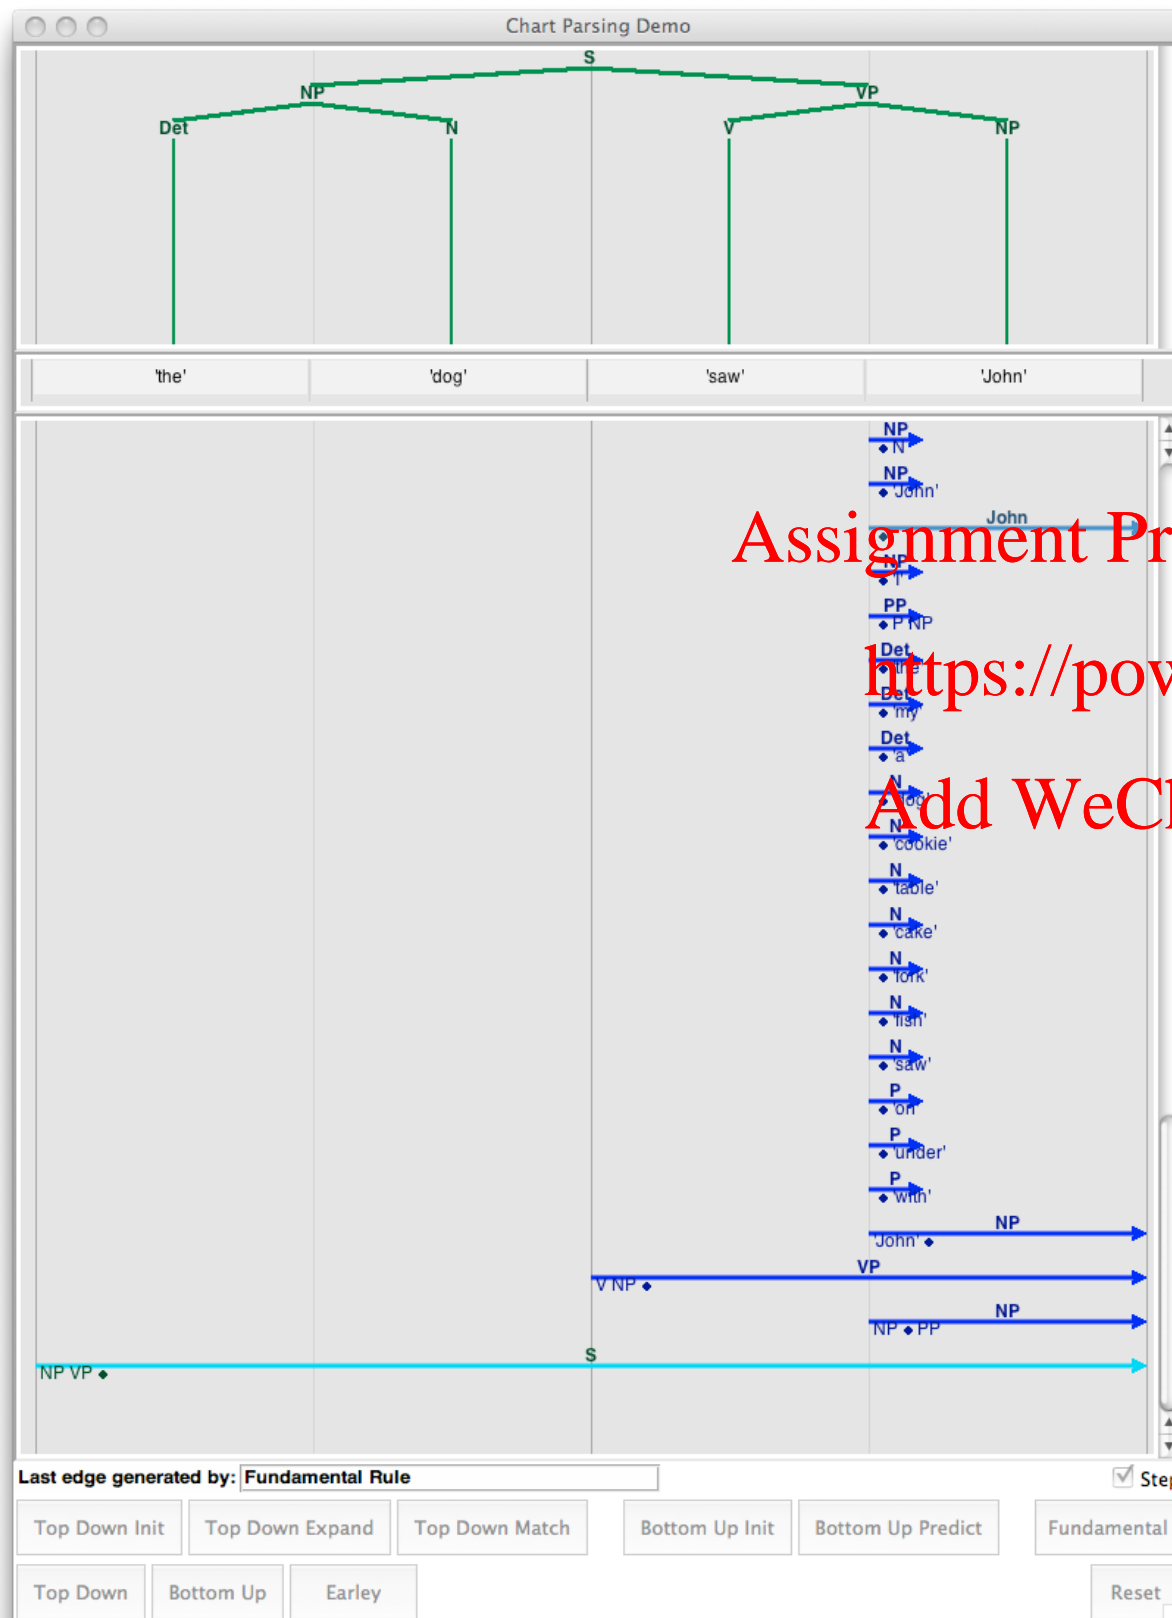 Chart Parsing Demo
S
NP VP
Det N V NP
'the' 'dog' 'saw' 'John'
NP
N
NP
'John'
John
Assignment Pr
NP
'I'
PP
P NP
Det
'the'
https://pow
Det
'my'
Det
'a'
N
'dog'
Add WeCh
N
'cookie'
N
'table'
N
'cake'
N
'fork'
N
'fish'
N
'saw'
P
'on'
P
'under'
P
'with'
NP
'John'
VP
V NP
NP
NP PP
S
NP VP
Last edge generated by: Fundamental Rule Step
Top Down Init Top Down Expand Top Down Match Bottom Up Init Bottom Up Predict Fundamental
Top Down Bottom Up Earley Reset